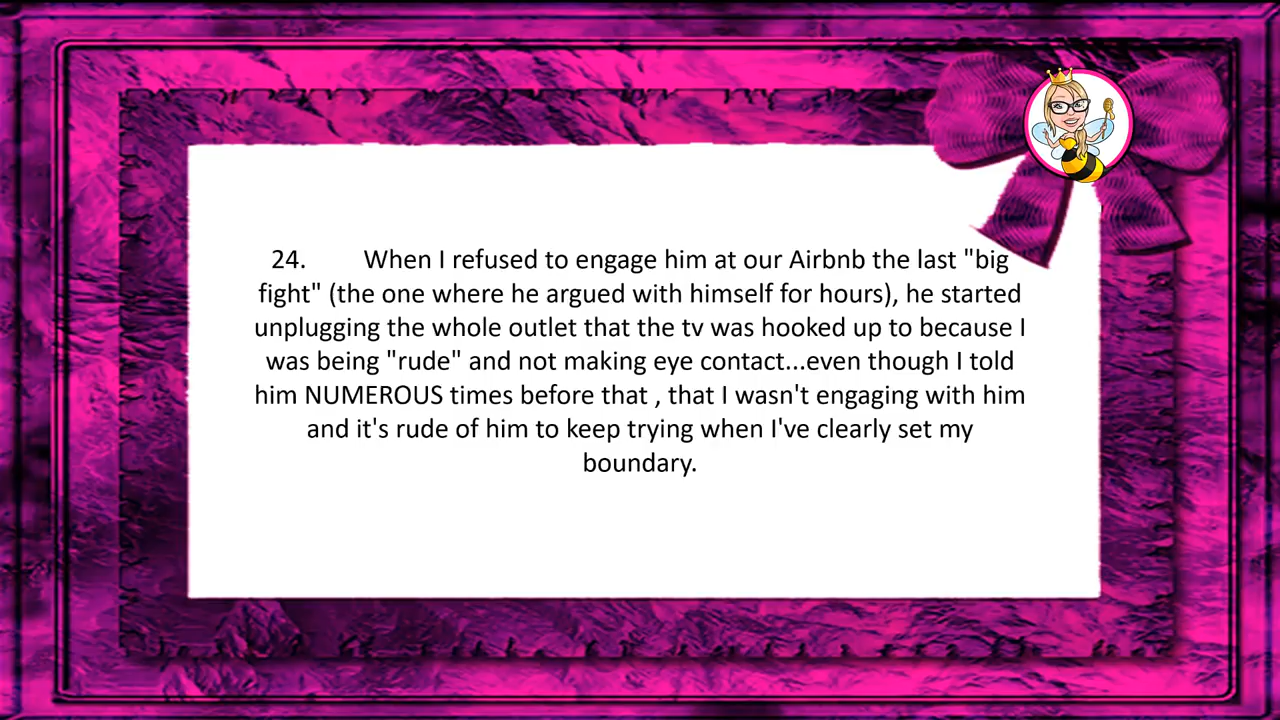 24. When I refused to engage him at our Airbnb the last "big
fight" (the one where he argued with himself for hours), he started
unplugging the whole outlet that the tv was hooked up to because I
was being "rude" and not making eye contact...even though I told
him NUMEROUS times before that , that I wasn't engaging with him
and it's rude of him to keep trying when I've clearly set my
boundary.